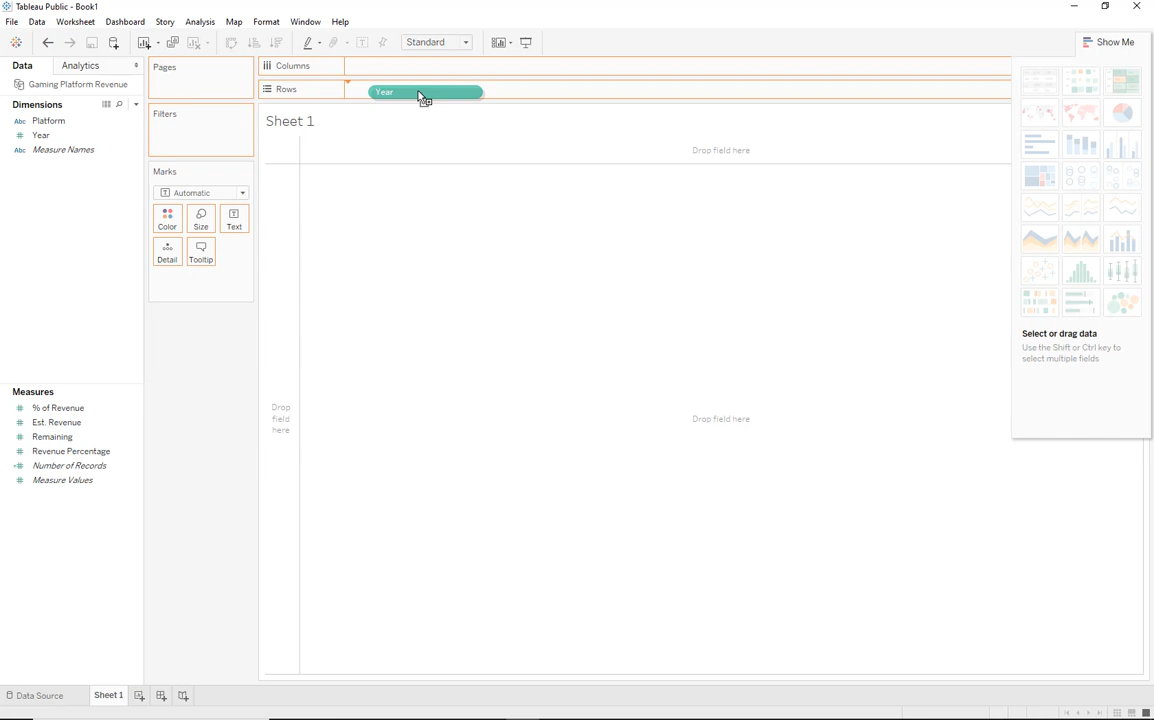 Tableau Public - Book1
File Data Worksheet Dashboard Story Analysis Map Format Window Help
Standard
Show Me
Data Analytics
Gaming Platform Revenue
Dimensions
Abc Platform
# Year
Abc Measure Names
Measures
# % of Revenue
# Est. Revenue
# Remaining
# Revenue Percentage
=# Number of Records
# Measure Values
Pages
Filters
Marks
T Automatic
Color Size Text
Detail Tooltip
Columns
Rows Year
Sheet 1
Drop field here
Drop
field
here
Drop field here
Select or drag data
Use the Shift or Ctrl key to
select multiple fields
Data Source Sheet 1